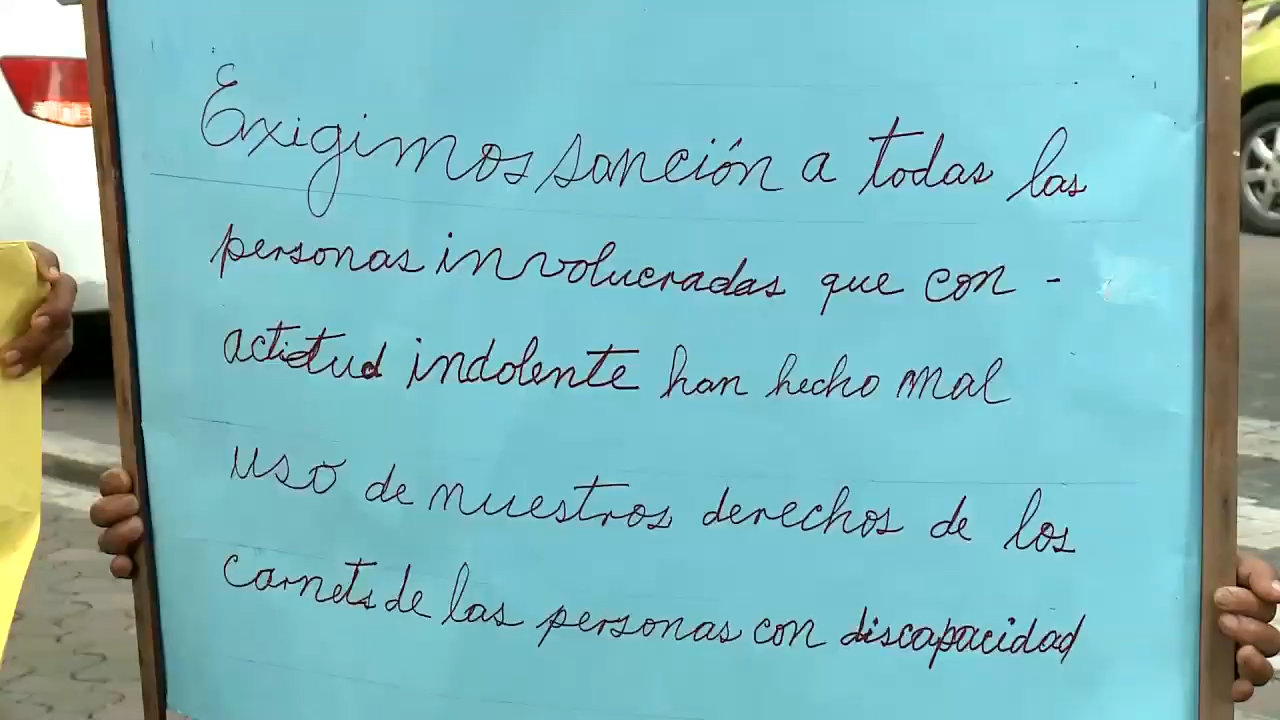 Exigimos sanción a todas las
personas involucradas que con -
actictud indolente han hecho mal
uso de nuestros derechos de los
carnets de las personas con discapacidad